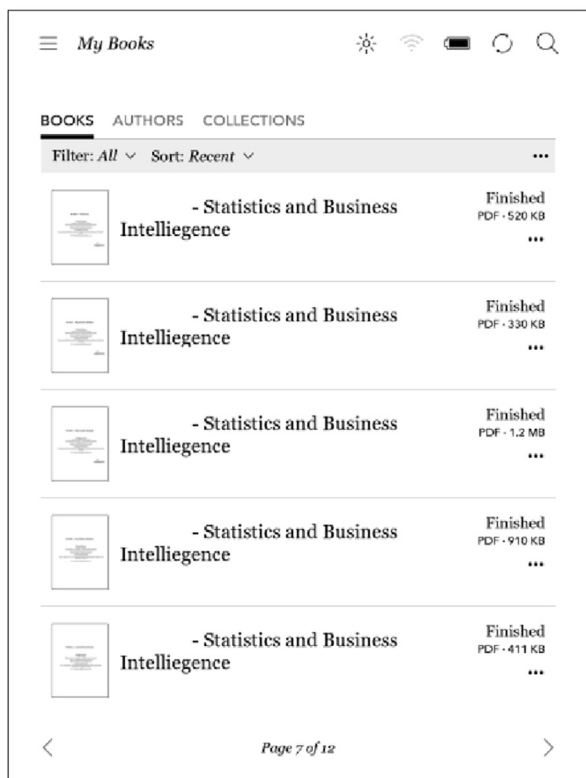 My Books
BOOKS AUTHORS COLLECTIONS
Filter: All Sort: Recent
- Statistics and Business
Intelliegence
Finished
PDF - 520 KB
- Statistics and Business
Intelliegence
Finished
PDF - 330 KB
- Statistics and Business
Intelliegence
Finished
PDF - 1.2 MB
- Statistics and Business
Intelliegence
Finished
PDF - 910 KB
- Statistics and Business
Intelliegence
Finished
PDF - 411 KB
Page 7 of 12